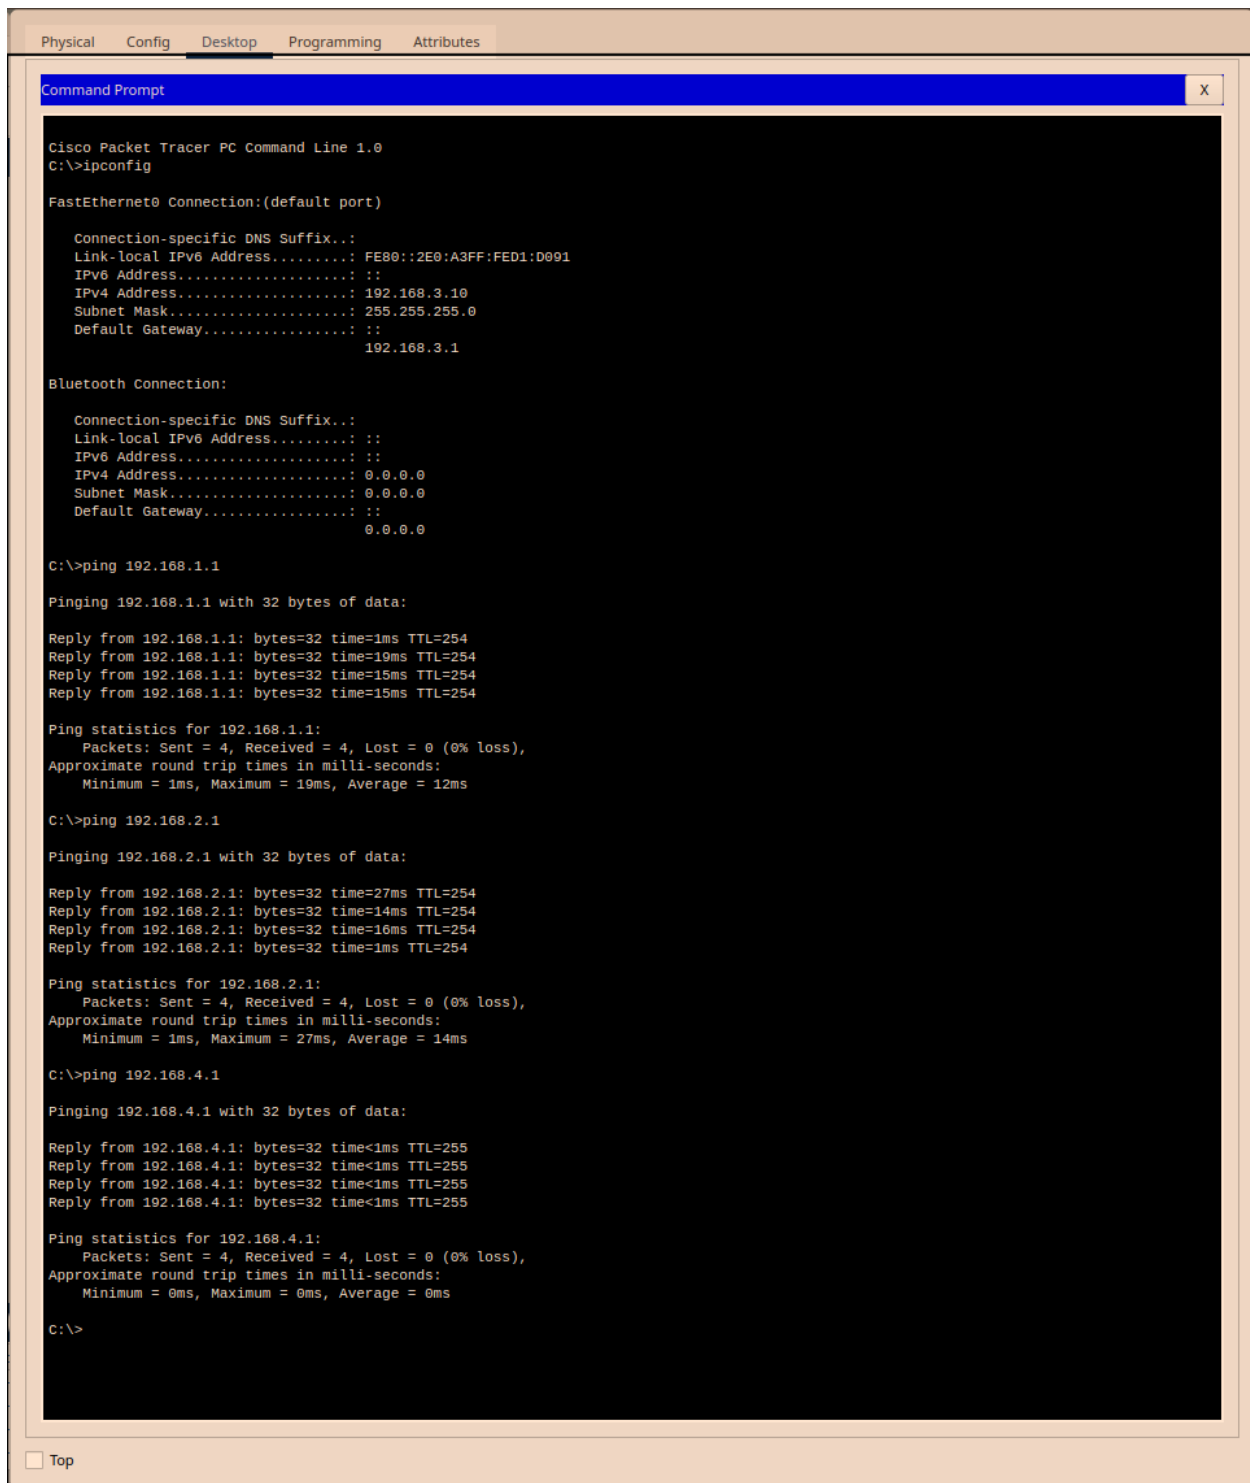 Physical Config Desktop Programming Attributes
Command Prompt X
Cisco Packet Tracer PC Command Line 1.0
C:\>ipconfig
FastEthernet0 Connection:(default port)
Connection-specific DNS Suffix..:
Link-local IPv6 Address.........: FE80::2E0:A3FF:FED1:D091
IPv6 Address....................: ::
IPv4 Address....................: 192.168.3.10
Subnet Mask.....................: 255.255.255.0
Default Gateway.................: ::
192.168.3.1
Bluetooth Connection:
Connection-specific DNS Suffix..:
Link-local IPv6 Address.........: ::
IPv6 Address....................: ::
IPv4 Address....................: 0.0.0.0
Subnet Mask.....................: 0.0.0.0
Default Gateway.................: ::
0.0.0.0
C:\>ping 192.168.1.1
Pinging 192.168.1.1 with 32 bytes of data:
Reply from 192.168.1.1: bytes=32 time=1ms TTL=254
Reply from 192.168.1.1: bytes=32 time=19ms TTL=254
Reply from 192.168.1.1: bytes=32 time=15ms TTL=254
Reply from 192.168.1.1: bytes=32 time=15ms TTL=254
Ping statistics for 192.168.1.1:
Packets: Sent = 4, Received = 4, Lost = 0 (0% loss),
Approximate round trip times in milli-seconds:
Minimum = 1ms, Maximum = 19ms, Average = 12ms
C:\>ping 192.168.2.1
Pinging 192.168.2.1 with 32 bytes of data:
Reply from 192.168.2.1: bytes=32 time=27ms TTL=254
Reply from 192.168.2.1: bytes=32 time=14ms TTL=254
Reply from 192.168.2.1: bytes=32 time=16ms TTL=254
Reply from 192.168.2.1: bytes=32 time=1ms TTL=254
Ping statistics for 192.168.2.1:
Packets: Sent = 4, Received = 4, Lost = 0 (0% loss),
Approximate round trip times in milli-seconds:
Minimum = 1ms, Maximum = 27ms, Average = 14ms
C:\>ping 192.168.4.1
Pinging 192.168.4.1 with 32 bytes of data:
Reply from 192.168.4.1: bytes=32 time<1ms TTL=255
Reply from 192.168.4.1: bytes=32 time<1ms TTL=255
Reply from 192.168.4.1: bytes=32 time<1ms TTL=255
Reply from 192.168.4.1: bytes=32 time<1ms TTL=255
Ping statistics for 192.168.4.1:
Packets: Sent = 4, Received = 4, Lost = 0 (0% loss),
Approximate round trip times in milli-seconds:
Minimum = 0ms, Maximum = 0ms, Average = 0ms
C:\>
Top